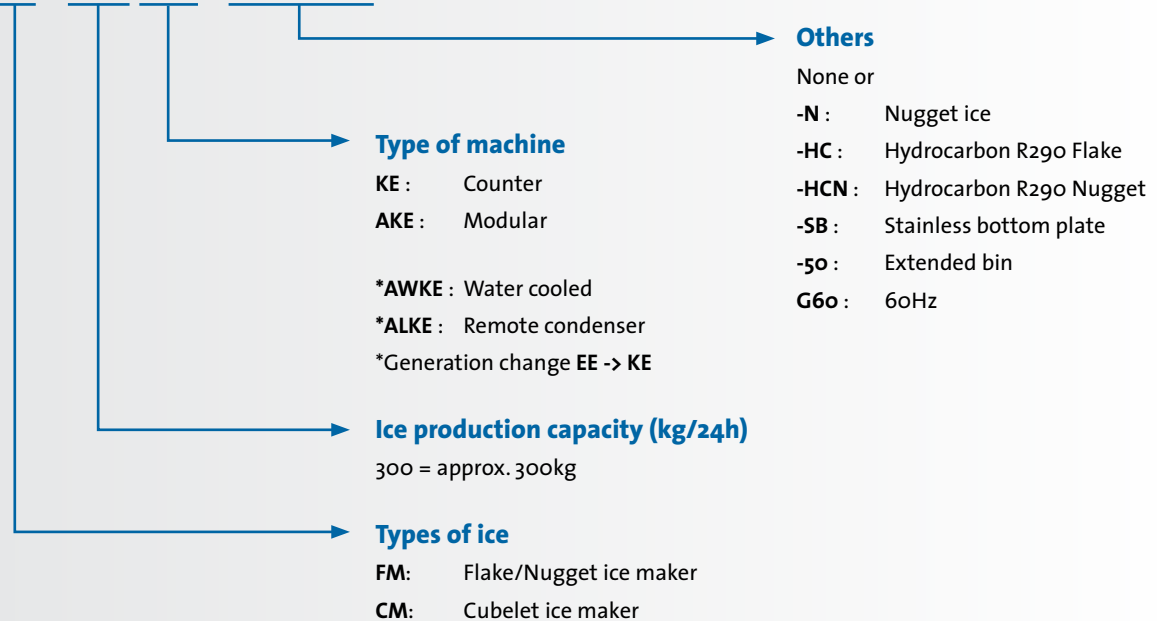 Others
None or
-N : Nugget ice
-HC : Hydrocarbon R290 Flake
-HCN : Hydrocarbon R290 Nugget
-SB : Stainless bottom plate
-50 : Extended bin
G60 : 60Hz
Type of machine
KE : Counter
AKE : Modular
*AWKE : Water cooled
*ALKE : Remote condenser
*Generation change EE -> KE
Ice production capacity (kg/24h)
300 = approx. 300kg
Types of ice
FM: Flake/Nugget ice maker
CM: Cubelet ice maker